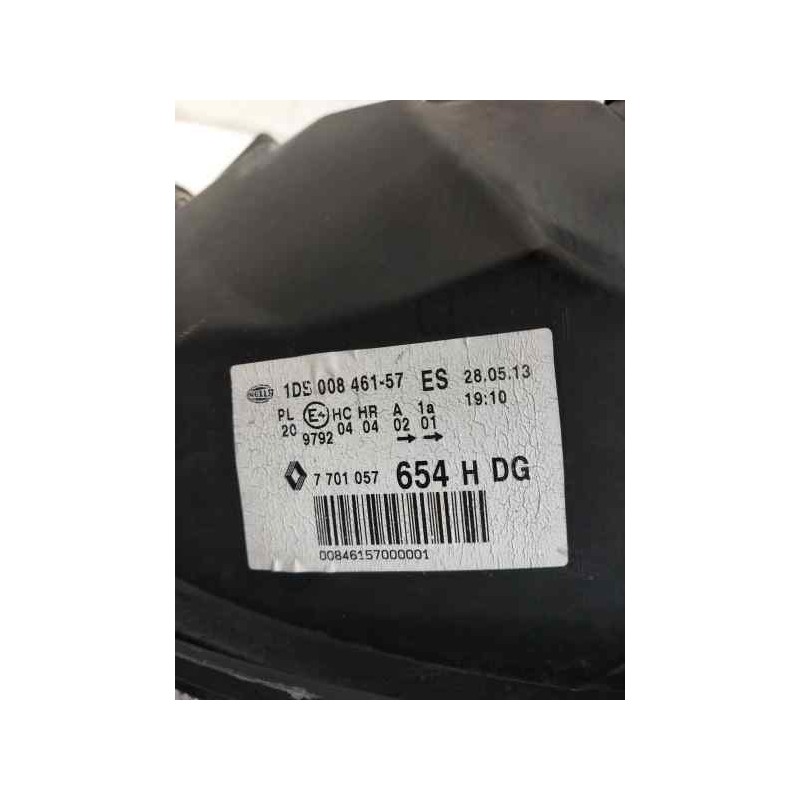 HELLA 1DB 008 461-57 ES 28.05.13
19:10
PL E4 HC HR A 1a
20 9792 04 04 02 01
7 701 057 654 H DG
00846157000001